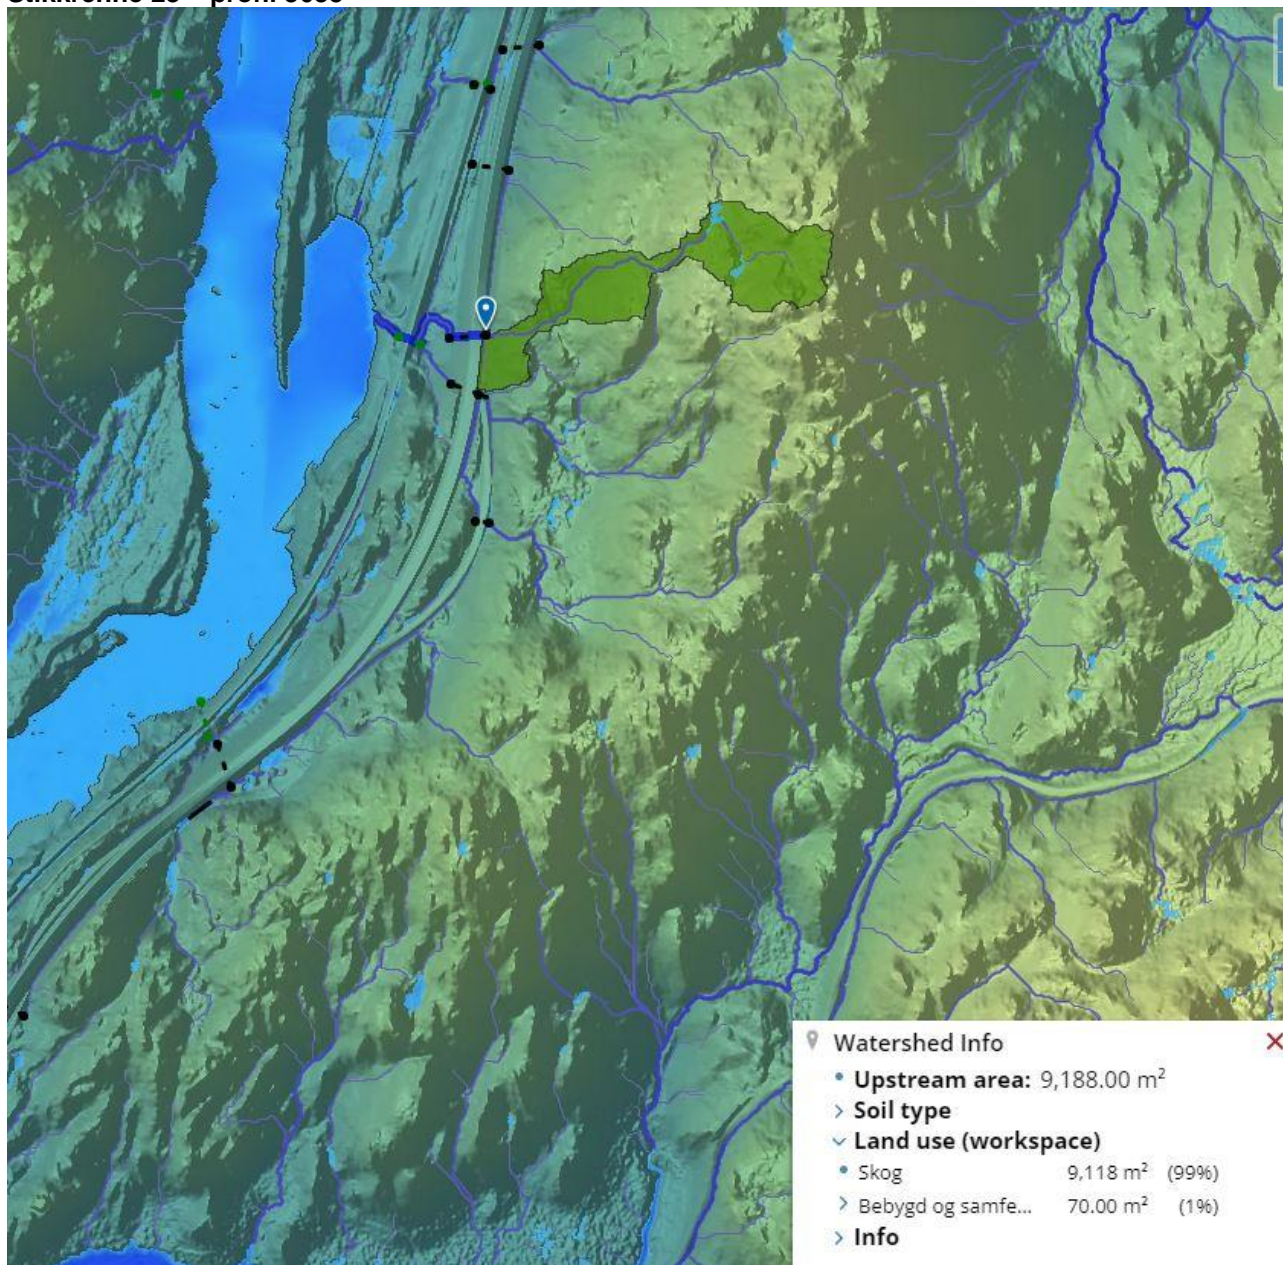 Watershed Info
Upstream area: 9,188.00 m²
Soil type
Land use (workspace)
Skog 9,118 m² (99%)
Bebygd og samfe... 70.00 m² (1%)
Info